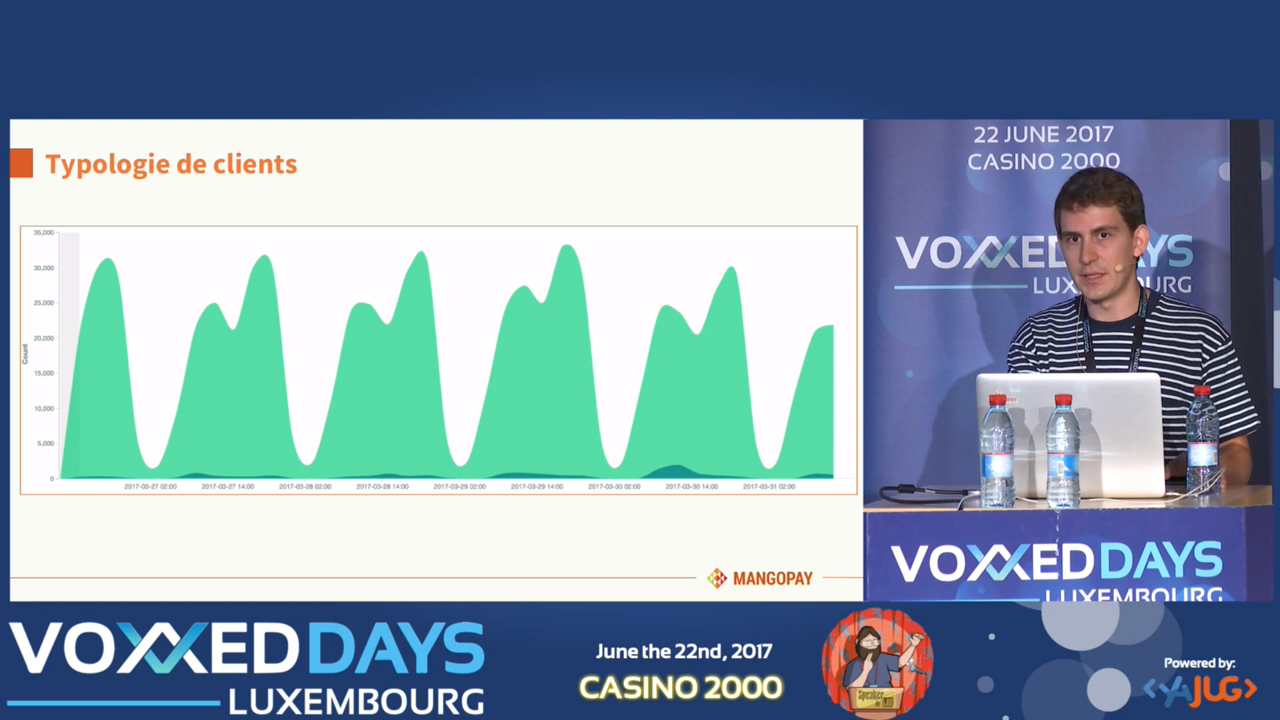 Typologie de clients
35,000
30,000
25,000
20,000
15,000
10,000
5,000
0
Count
2017-03-27 02:00
2017-03-27 14:00
2017-03-28 02:00
2017-03-28 14:00
2017-03-29 02:00
2017-03-29 14:00
2017-03-30 02:00
2017-03-30 14:00
2017-03-31 02:00
MANGOPAY
22 JUNE 2017
CASINO 2000
VOXXED DAYS
LUXEMBOURG
VOXXED DAYS
LUXEMBOURG
VOXXED DAYS
LUXEMBOURG
June the 22nd, 2017
CASINO 2000
Speaker
Powered by:
<YAJUG>